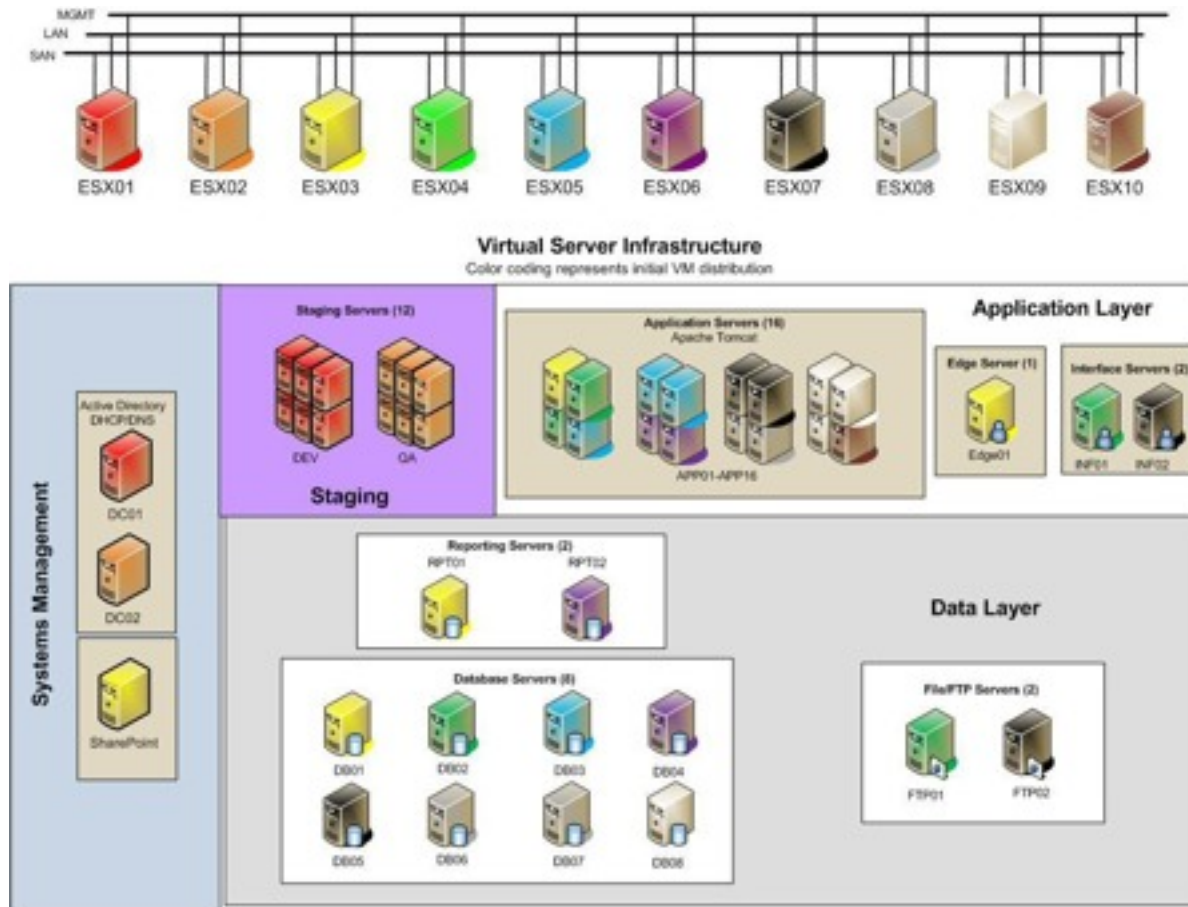 MGMT
LAN
SAN
ESX01
ESX02
ESX03
ESX04
ESX05
ESX06
ESX07
ESX08
ESX09
ESX10
Virtual Server Infrastructure
Color coding represents initial VM distribution
Systems Management
Active Directory
DHCP/DNS
DC01
DC02
SharePoint
Staging Servers (12)
DEV
QA
Staging
Application Layer
Application Servers (16)
Apache Tomcat
APP01-APP16
Edge Server (1)
Edge01
Interface Servers (2)
INF01
INF02
Reporting Servers (2)
RPT01
RPT02
Data Layer
Database Servers (8)
DB01
DB02
DB03
DB04
DB05
DB06
DB07
DB08
File/FTP Servers (2)
FTP01
FTP02